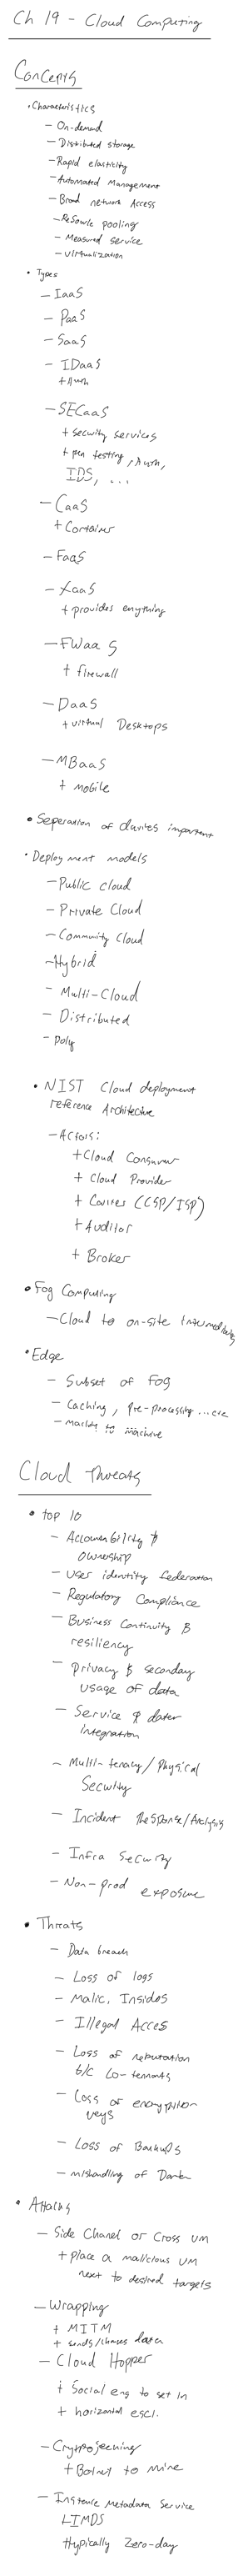 Ch 19 - Cloud Computing
Concepts
• Characteristics
- On-demand
- Distributed storage
- Rapid elasticity
- Automated Management
- Broad network Access
- Resource pooling
- Measured service
- virtualization
• Types
- IaaS
- PaaS
- SaaS
- IDaaS
+ Auth
- SECaaS
+ security services
+ pen testing, Auth,
IDS, ...
- CaaS
+ Container
- FaaS
- XaaS
+ provides anything
- FWaaS
+ firewall
- DaaS
+ virtual Desktops
- MBaaS
+ mobile
• Seperation of duties important
• Deployment models
- Public cloud
- Private Cloud
- Community Cloud
- Hybrid
- Multi-Cloud
- Distributed
- poly
• NIST Cloud deployment
reference Architecture
- Actors:
+ Cloud Consumer
+ Cloud Provider
+ Carrier (CSP/ISP)
+ Auditor
+ Broker
• Fog Computing
- Cloud to on-site
• Edge
- Subset of Fog
- Caching, pre-processing ... etc
- machine to machine
Cloud Threats
• top 10
- Accountability &
ownership
- User identity federation
- Regulatory Compliance
- Business Continuity &
resiliency
- privacy & seconday
usage of data
- Service & data
integration
- Multi-tenacy/Physical
Security
- Incident Response/Analysis
- Infra Security
- Non-prod exposure
• Threats
- Data breach
- Loss of logs
- Malic. Insides
- Illegal Acces
- Loss of reputation
b/c Co-tennants
- Loss of encryption
keys
- Loss of Backups
- mishandling of Data
• Attacks
- Side Chanel or Cross VM
+ place a malicious VM
next to desired targets
- Wrapping
+ MITM
+ sends/changes data
- Cloud Hopper
+ Social eng to get in
+ horizontal escl.
- Cryptojecking
+ Botnet to mine
- Instance Metadata Service
LIMDS
+typically Zero-day